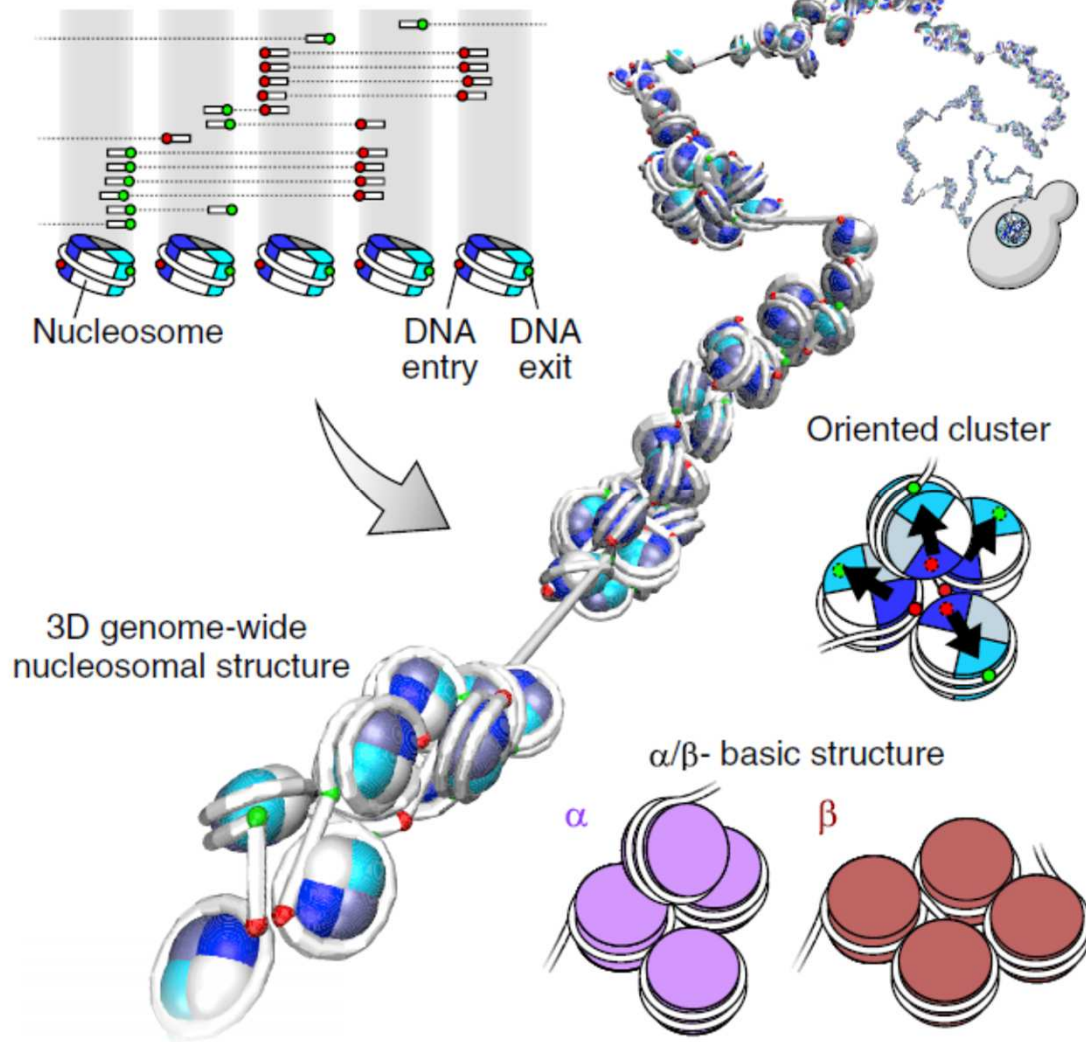 Nucleosome
DNA
entry
DNA
exit
Oriented cluster
3D genome-wide
nucleosomal structure
α/β- basic structure
α
β